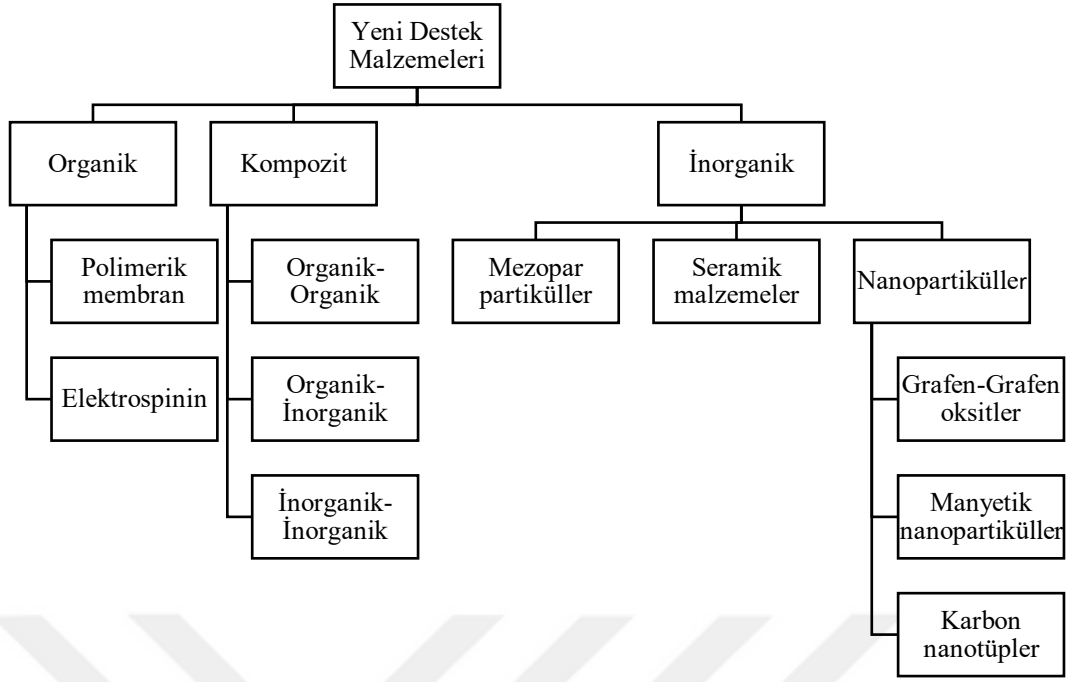 Yeni Destek
Malzemeleri
Organik
Kompozit
İnorganik
Polimerik
membran
Elektrospinin
Organik-
Organik
Organik-
İnorganik
İnorganik-
İnorganik
Mezopar
partiküller
Seramik
malzemeler
Nanopartiküller
Grafen-Grafen
oksitler
Manyetik
nanopartiküller
Karbon
nanotüpler